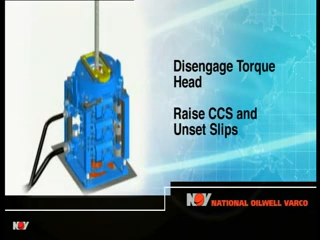 Disengage Torque
Head
Raise CCS and
Unset Slips
NOV NATIONAL OILWELL VARCO
NOV